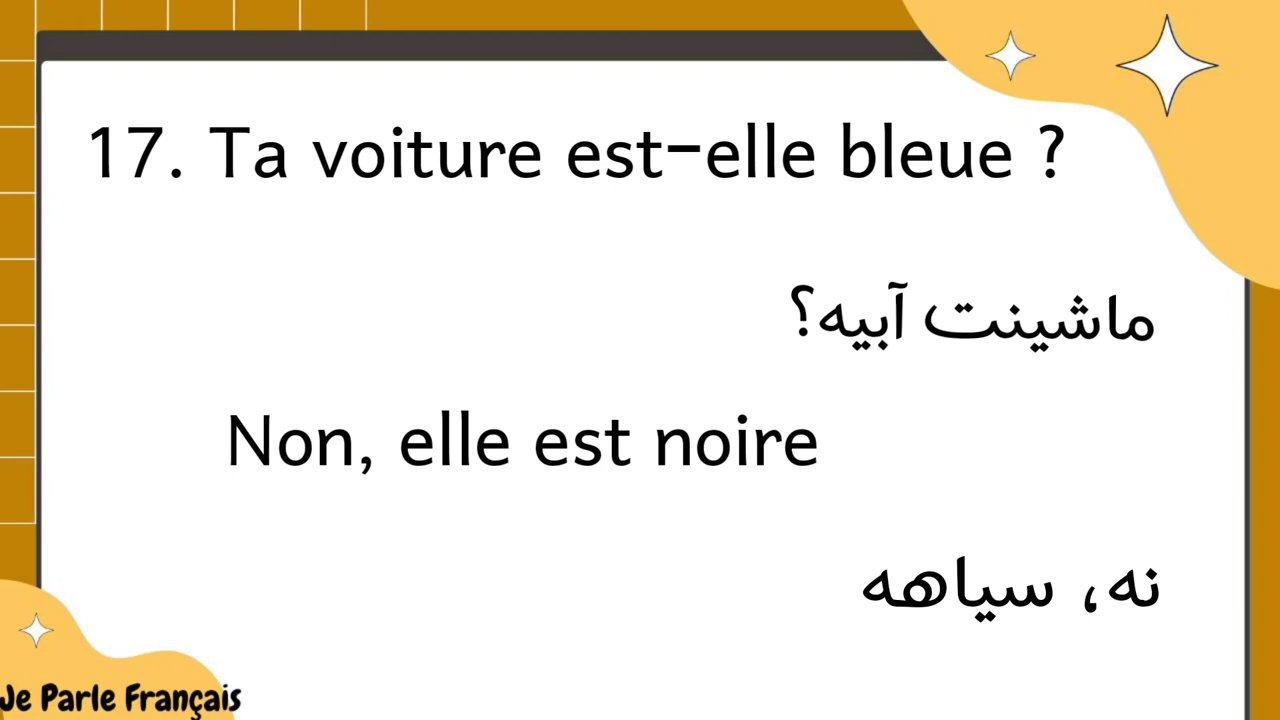 17. Ta voiture est-elle bleue ?
ماشینت آبیه؟
Non, elle est noire
نه، سیاهه
Je Parle Français